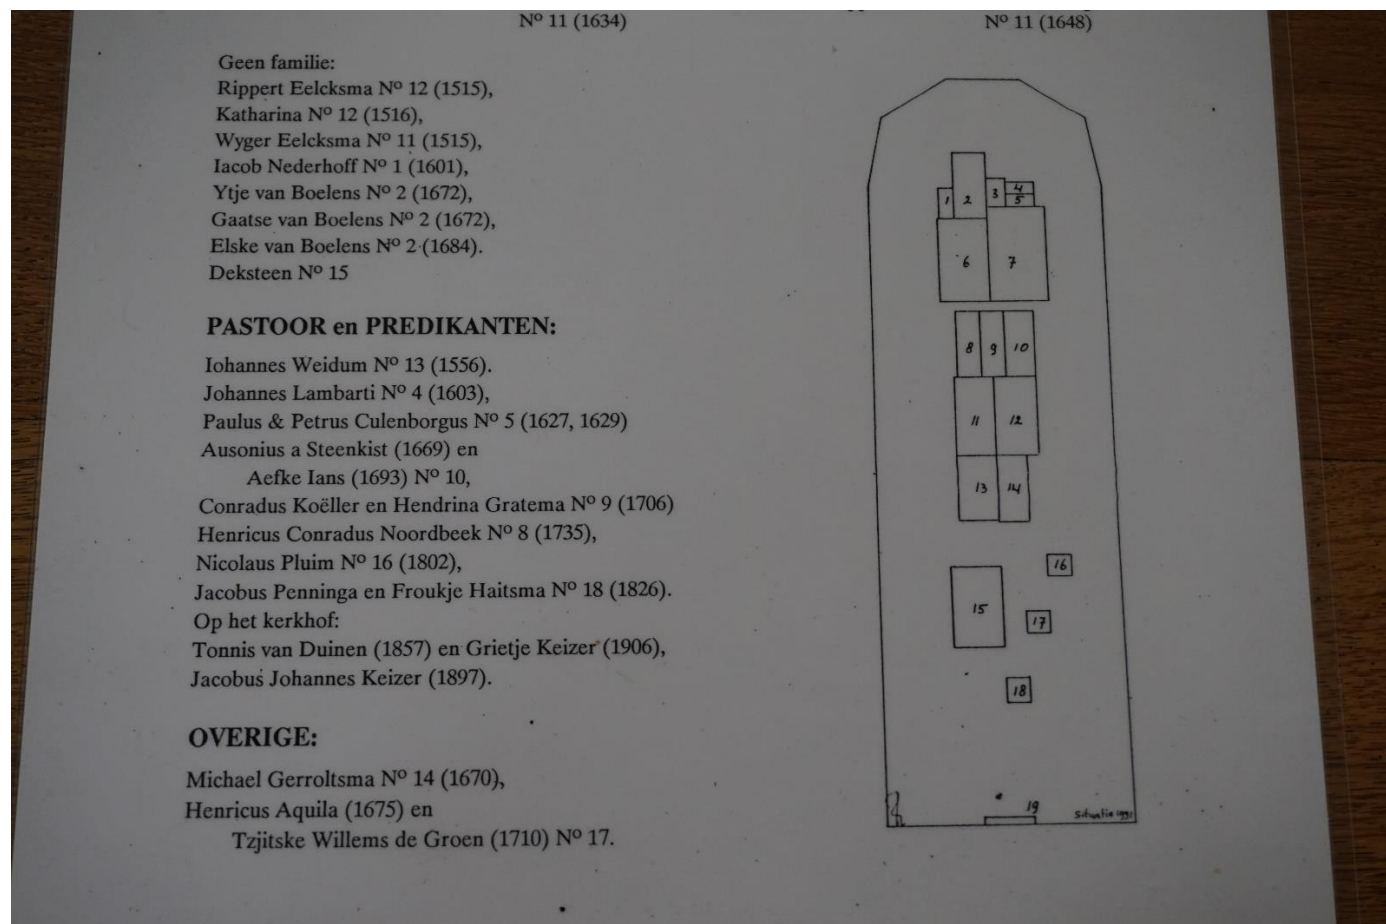 Nº 11 (1634)
Nº 11 (1648)
Geen familie:
Rippert Eelcksma Nº 12 (1515),
Katharina Nº 12 (1516),
Wyger Eelcksma Nº 11 (1515),
Iacob Nederhoff Nº 1 (1601),
Ytje van Boelens Nº 2 (1672),
Gaatse van Boelens Nº 2 (1672),
Elske van Boelens Nº 2 (1684).
Deksteen Nº 15
PASTOOR en PREDIKANTEN:
Iohannes Weidum Nº 13 (1556).
Johannes Lambarti Nº 4 (1603),
Paulus & Petrus Culenborgus Nº 5 (1627, 1629)
Ausonius a Steenkist (1669) en
Aefke Ians (1693) Nº 10,
Conradus Koëller en Hendrina Gratema Nº 9 (1706)
Henricus Conradus Noordbeek Nº 8 (1735),
Nicolaus Pluim Nº 16 (1802),
Jacobus Penninga en Froukje Haitsma Nº 18 (1826).
Op het kerkhof:
Tonnis van Duinen (1857) en Grietje Keizer (1906),
Jacobus Johannes Keizer (1897).
OVERIGE:
Michael Gerroltsma Nº 14 (1670),
Henricus Aquila (1675) en
Tzjitske Willems de Groen (1710) Nº 17.
1 2 3 4
5
6 7
8 9 10
11 12
13 14
16
15
17
18
19
Situatie 1991